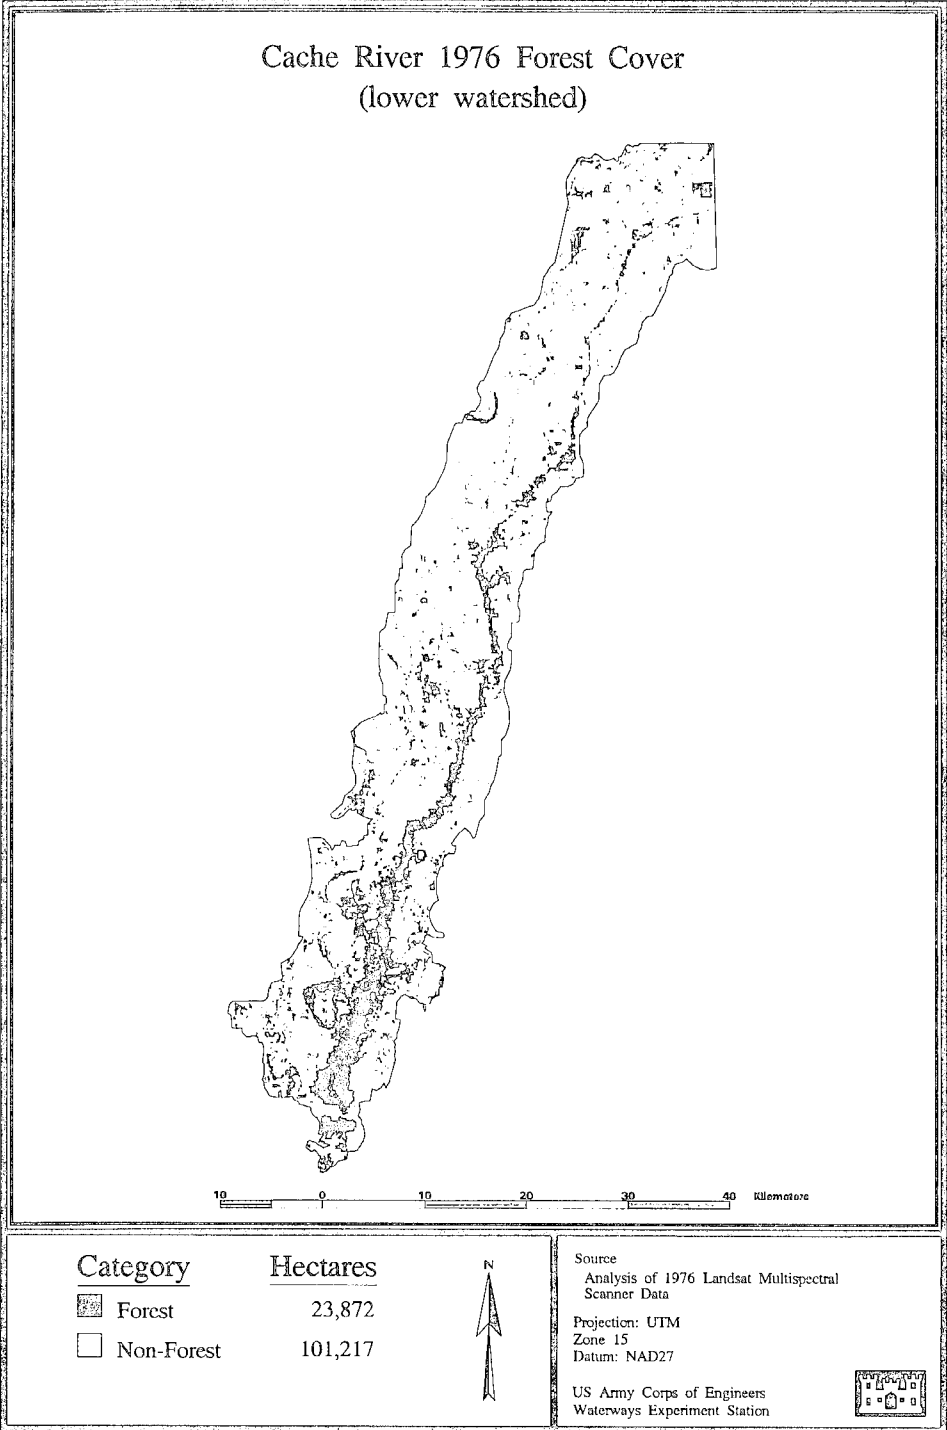 Cache River 1976 Forest Cover
(lower watershed)
10 0 10 20 30 40 Kilometers
Category Hectares
Forest 23,872
Non-Forest 101,217
N
Source
Analysis of 1976 Landsat Multispectral
Scanner Data
Projection: UTM
Zone 15
Datum: NAD27
US Army Corps of Engineers
Waterways Experiment Station